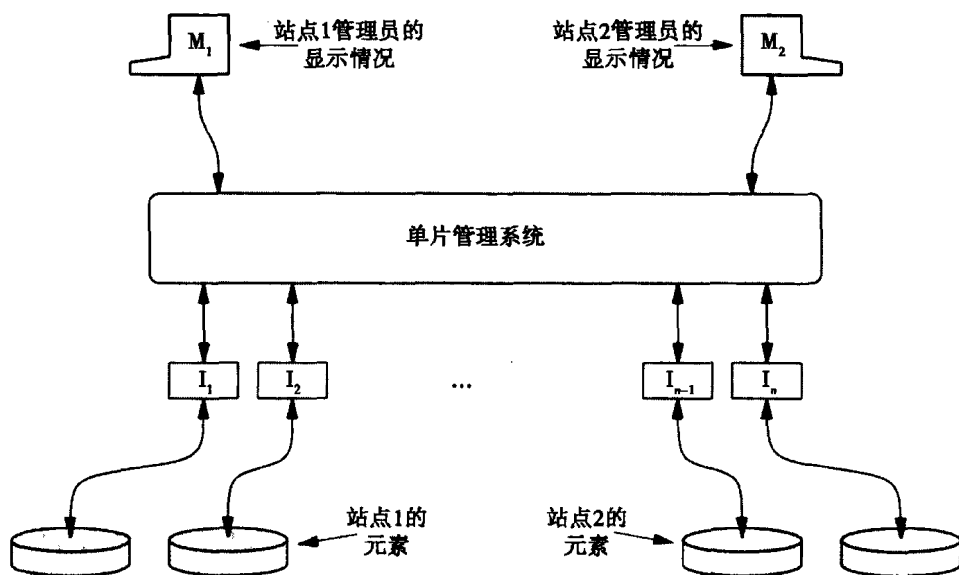 M₁
站点1管理员的
显示情况
站点2管理员的
显示情况
M₂
单片管理系统
I₁
I₂
...
Iₙ₋₁
Iₙ
站点1的
元素
站点2的
元素